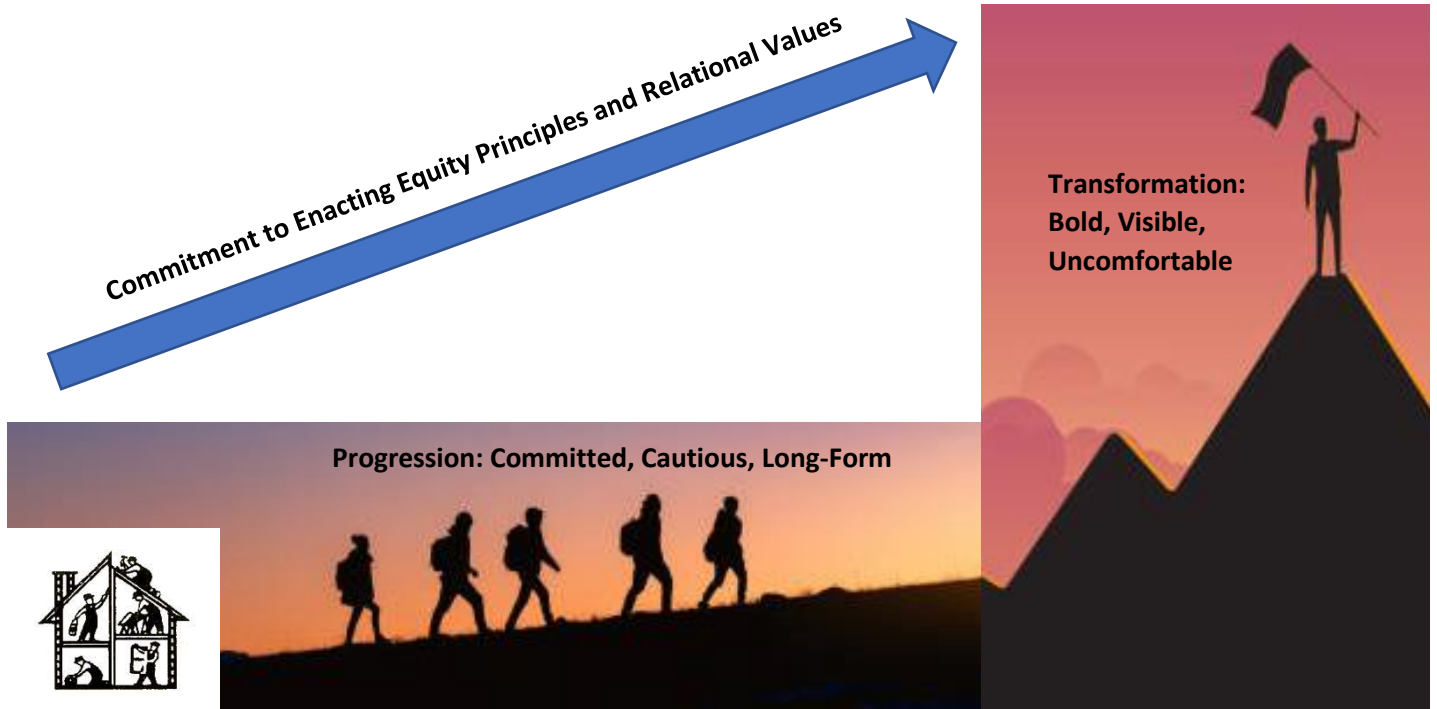 Commitment to Enacting Equity Principles and Relational Values
Transformation:
Bold, Visible,
Uncomfortable
Progression: Committed, Cautious, Long-Form